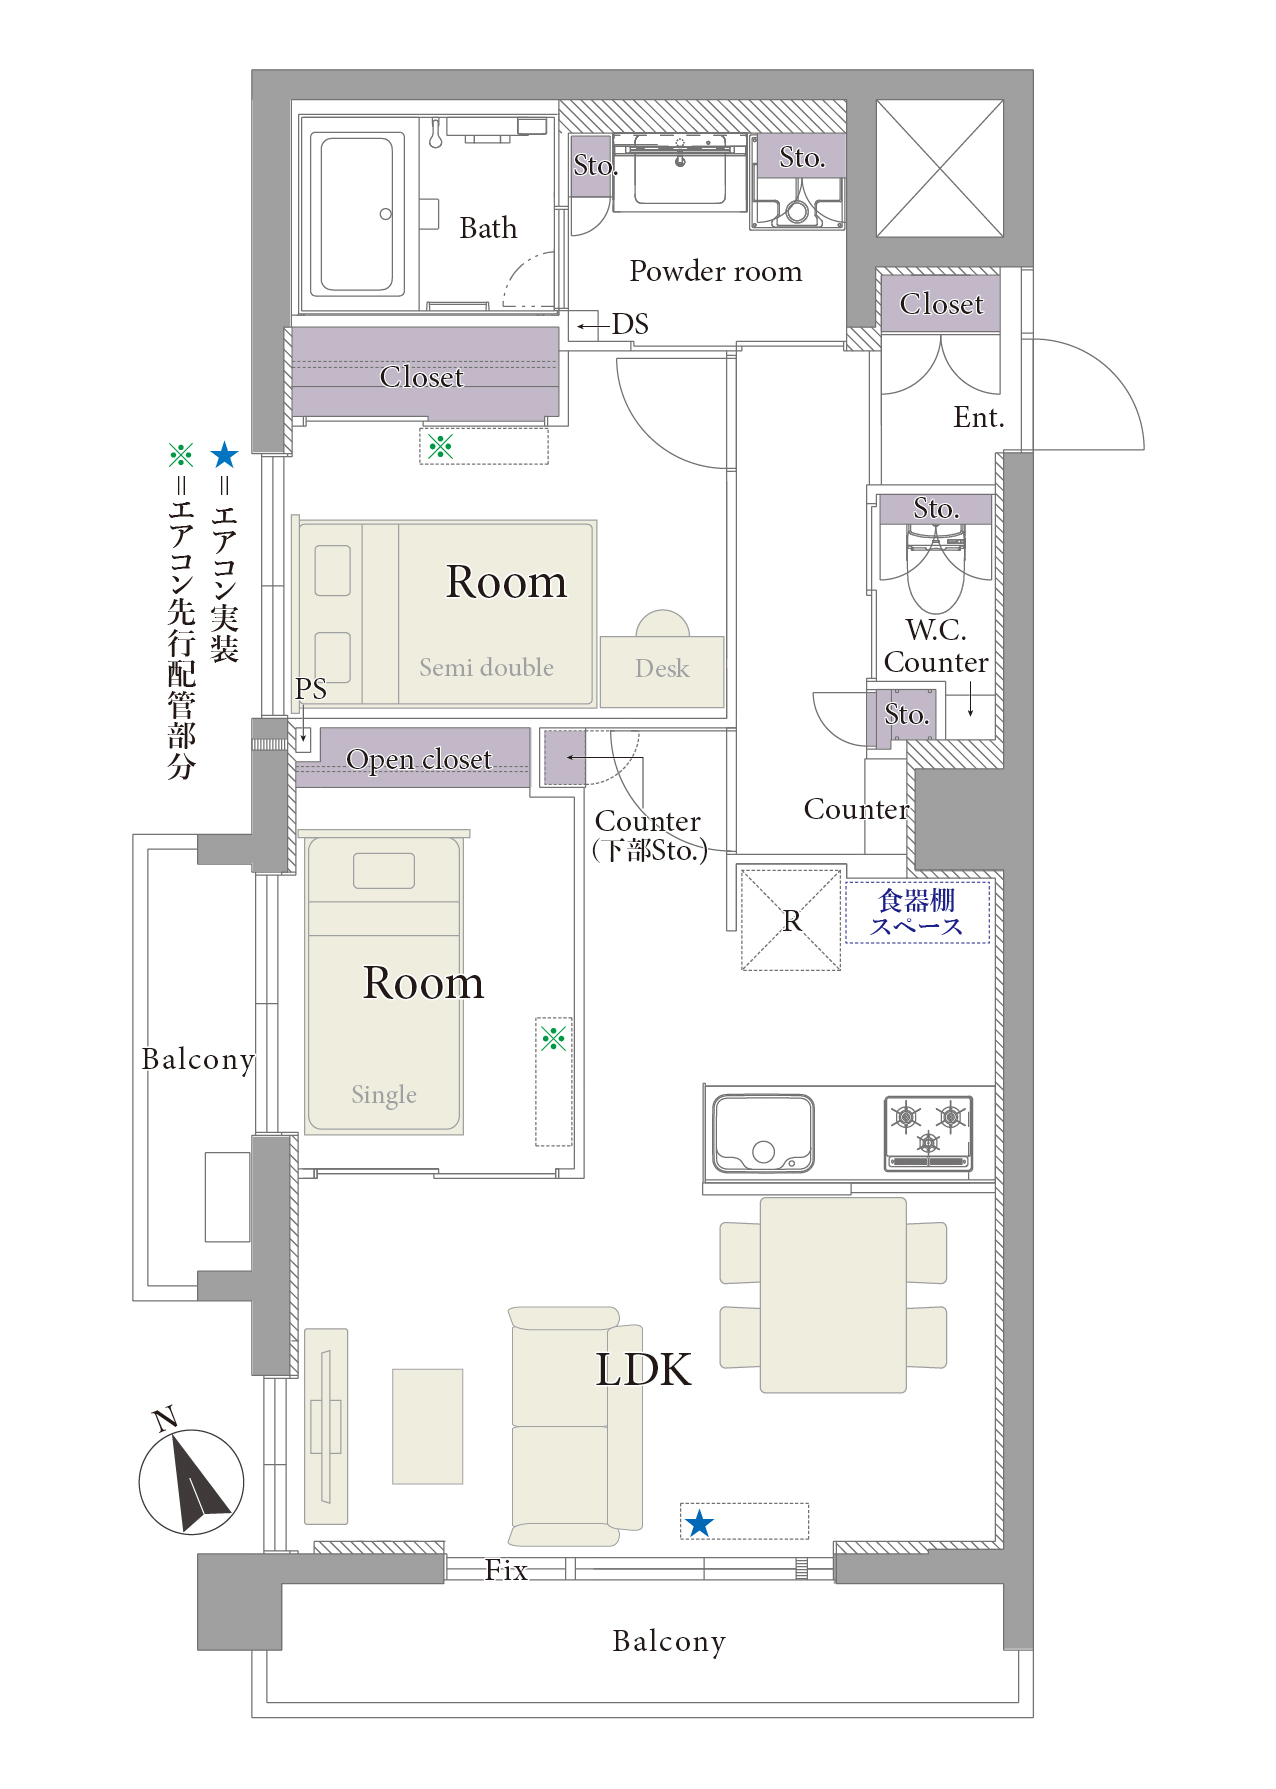 Sto.
Sto.
Bath
Powder room
DS
Closet
Closet
Ent.
※
★＝エアコン実装
※＝エアコン先行配管部分
Sto.
Room
Semi double
Desk
W.C.
Counter
PS
Sto.
Open closet
Counter
(下部Sto.)
Counter
R
食器棚
スペース
Room
※
Single
Balcony
LDK
N
★
Fix
Balcony